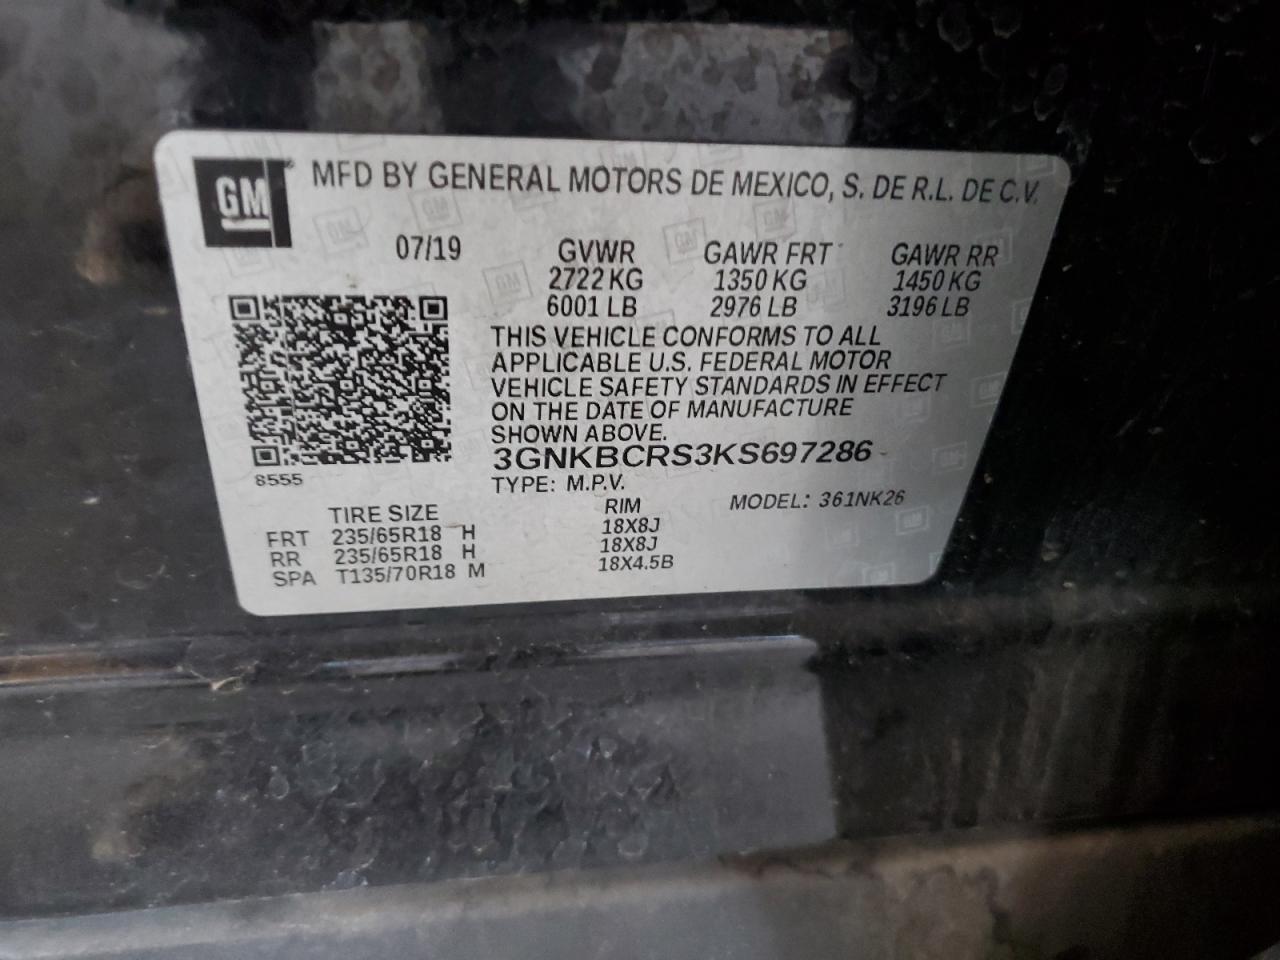 GM
MFD BY GENERAL MOTORS DE MEXICO, S. DE R.L. DE C.V.
07/19 GVWR GAWR FRT GAWR RR
2722 KG 1350 KG 1450 KG
6001 LB 2976 LB 3196 LB
THIS VEHICLE CONFORMS TO ALL
APPLICABLE U.S. FEDERAL MOTOR
VEHICLE SAFETY STANDARDS IN EFFECT
ON THE DATE OF MANUFACTURE
SHOWN ABOVE.
3GNKBCRS3KS697286
8555
TYPE: M.P.V. MODEL: 361NK26
TIRE SIZE RIM
FRT 235/65R18 H 18X8J
RR 235/65R18 H 18X8J
SPA T135/70R18 M 18X4.5B